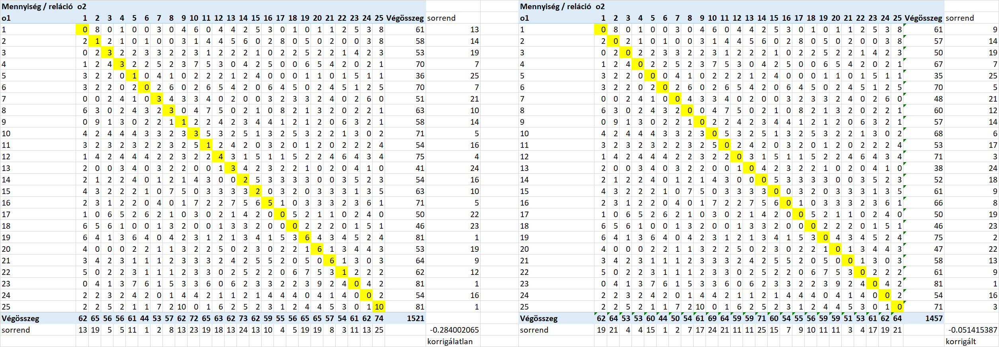 Mennyiség / reláció o2 Mennyiség / reláció o2
o1 1 2 3 4 5 6 7 8 9 10 11 12 13 14 15 16 17 18 19 20 21 22 23 24 25 Végösszeg sorrend o1 1 2 3 4 5 6 7 8 9 10 11 12 13 14 15 16 17 18 19 20 21 22 23 24 25 Végösszeg sorrend
1 0 8 0 1 0 0 3 0 4 6 0 4 4 2 5 3 0 1 0 1 1 2 5 3 8 61 13 1 0 8 0 1 0 0 3 0 4 6 0 4 4 2 5 3 0 1 0 1 1 2 5 3 8 61 9
2 2 1 2 1 0 1 0 0 3 1 4 4 5 6 0 2 8 0 5 0 2 0 0 3 8 58 14 2 2 0 2 1 0 1 0 0 3 1 4 4 5 6 0 2 8 0 5 0 2 0 0 3 8 57 14
3 0 2 3 2 2 3 3 2 2 3 1 2 2 2 1 0 2 2 5 2 2 1 4 2 3 53 19 3 0 2 0 2 2 3 3 2 2 3 1 2 2 2 1 0 2 2 5 2 2 1 4 2 3 50 19
4 1 2 4 3 2 2 5 2 3 7 5 3 0 4 2 5 0 0 6 5 4 2 0 2 1 70 7 4 1 2 4 0 2 2 5 2 3 7 5 3 0 4 2 5 0 0 6 5 4 2 0 2 1 67 7
5 3 2 2 0 1 0 4 1 0 2 2 2 1 2 4 0 0 0 1 1 0 1 5 1 1 36 25 5 3 2 2 0 0 0 4 1 0 2 2 2 1 2 4 0 0 0 1 1 0 1 5 1 1 35 25
6 3 2 2 0 2 0 2 6 0 2 6 5 4 2 0 6 4 5 0 2 4 5 1 2 5 70 7 6 3 2 2 0 2 0 2 6 0 2 6 5 4 2 0 6 4 5 0 2 4 5 1 2 5 70 5
7 0 0 2 4 1 0 3 4 3 3 4 0 2 0 0 3 2 3 3 2 4 0 2 6 0 51 21 7 0 0 2 4 1 0 0 4 3 3 4 0 2 0 0 3 2 3 3 2 4 0 2 6 0 48 21
8 6 3 0 2 4 3 2 3 0 4 7 5 0 2 1 0 8 2 1 3 2 0 2 2 1 63 10 8 6 3 0 2 4 3 2 0 0 4 7 5 0 2 1 0 8 2 1 3 2 0 2 2 1 60 12
9 0 9 1 3 0 2 2 1 1 2 2 4 2 3 4 4 1 2 1 2 0 6 3 2 1 58 14 9 0 9 1 3 0 2 2 1 0 2 2 4 2 3 4 4 1 2 1 2 0 6 3 2 1 57 14
10 4 2 4 4 4 3 3 2 3 3 5 3 2 5 1 3 2 5 3 2 2 1 3 0 2 71 5 10 4 2 4 4 4 3 3 2 3 0 5 3 2 5 1 3 2 5 3 2 2 1 3 0 2 68 6
11 3 2 3 2 3 2 2 3 2 5 1 2 4 2 0 3 2 0 1 2 0 2 2 2 4 54 16 11 3 2 3 2 3 2 2 3 2 5 0 2 4 2 0 3 2 0 1 2 0 2 2 2 4 53 17
12 1 4 2 4 4 4 2 2 3 2 2 4 3 1 5 1 1 5 2 2 4 6 4 3 4 75 4 12 1 4 2 4 4 4 2 2 3 2 2 0 3 1 5 1 1 5 2 2 4 6 4 3 4 71 3
13 2 0 0 3 4 0 3 2 2 0 0 1 3 4 2 3 2 2 1 0 2 0 4 1 0 41 24 13 2 0 0 3 4 0 3 2 2 0 0 1 0 4 2 3 2 2 1 0 2 0 4 1 0 38 24
14 2 1 2 2 4 0 1 2 1 4 3 0 0 2 5 3 3 3 3 0 0 3 5 2 3 54 16 14 2 1 2 2 4 0 1 2 1 4 3 0 0 0 5 3 3 3 3 0 0 3 5 2 3 52 18
15 4 3 2 2 2 1 0 7 5 0 3 3 3 3 2 0 3 2 0 3 3 3 1 3 5 63 10 15 4 3 2 2 2 1 0 7 5 0 3 3 3 3 0 0 3 2 0 3 3 3 1 3 5 61 9
16 2 3 1 2 2 0 4 0 1 7 2 2 7 5 6 5 1 0 3 3 3 2 3 6 1 71 5 16 2 3 1 2 2 0 4 0 1 7 2 2 7 5 6 0 1 0 3 3 3 2 3 6 1 66 8
17 1 0 6 5 2 6 2 1 0 3 0 2 1 4 2 0 0 5 2 1 1 0 2 4 0 50 22 17 1 0 6 5 2 6 2 1 0 3 0 2 1 4 2 0 0 5 2 1 1 0 2 4 0 50 19
18 6 5 6 1 0 0 1 3 2 0 0 1 3 3 2 0 0 0 2 2 2 0 1 5 1 46 23 18 6 5 6 1 0 0 1 3 2 0 0 1 3 3 2 0 0 0 2 2 2 0 1 5 1 46 23
19 6 4 1 3 6 4 0 4 2 3 1 2 1 3 4 1 5 3 6 4 3 4 5 2 4 81 1 19 6 4 1 3 6 4 0 4 2 3 1 2 1 3 4 1 5 3 0 4 3 4 5 2 4 75 2
20 4 0 0 0 2 2 1 1 3 2 2 5 0 2 3 0 2 2 1 6 1 3 4 4 3 53 19 20 4 0 0 0 2 2 1 1 3 2 2 5 0 2 3 0 2 2 1 0 1 3 4 4 3 47 22
21 3 4 2 3 1 1 1 2 3 3 3 2 4 2 5 5 2 0 5 0 6 1 3 0 3 64 9 21 3 4 2 3 1 1 1 2 3 3 3 2 4 2 5 5 2 0 5 0 0 1 3 0 3 58 13
22 5 0 2 2 3 1 1 1 2 3 3 0 2 5 2 2 0 6 7 5 3 1 2 2 2 62 12 22 5 0 2 2 3 1 1 1 2 3 3 0 2 5 2 2 0 6 7 5 3 0 2 2 2 61 9
23 0 4 1 3 7 6 1 5 3 3 6 0 6 2 3 3 2 2 3 9 2 4 0 4 2 81 1 23 0 4 1 3 7 6 1 5 3 3 6 0 6 2 3 3 2 2 3 9 2 4 0 4 2 81 1
24 2 2 3 2 4 2 0 1 4 4 2 1 1 2 1 4 4 4 0 4 1 4 0 0 2 54 16 24 2 2 3 2 4 2 0 1 4 4 2 1 1 2 1 4 4 4 0 4 1 4 0 0 2 54 16
25 2 2 5 2 1 1 7 2 10 0 1 6 2 5 2 3 1 2 4 4 5 3 0 1 10 81 1 25 2 2 5 2 1 1 7 2 10 0 1 6 2 5 2 3 1 2 4 4 5 3 0 1 0 71 3
Végösszeg 62 65 56 56 61 44 53 57 62 72 65 63 62 73 62 59 55 56 65 65 57 54 61 62 74 1521 Végösszeg 62 64 53 53 60 44 50 54 61 69 64 59 59 71 60 54 55 56 59 59 51 53 61 62 64 1457
sorrend 13 19 5 5 11 1 2 8 13 23 19 18 13 24 13 10 4 5 19 19 8 3 11 13 25 -0.284002065 sorrend 19 21 4 4 15 1 2 7 17 24 21 11 11 25 15 7 9 10 11 11 3 4 17 19 21 -0.051415387
korrigálatlan korrigált